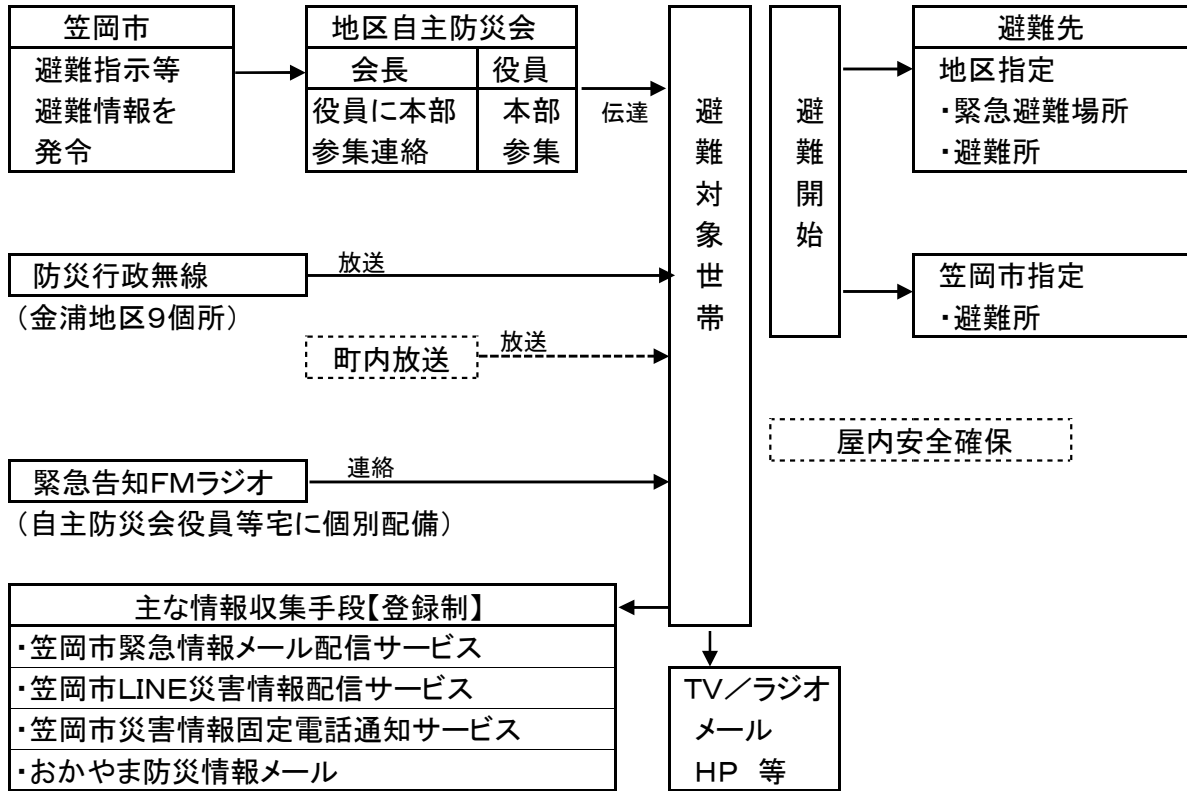 笠岡市
避難指示等
避難情報を
発令
地区自主防災会
会長
役員に本部
参集連絡
役員
本部
参集
伝達
避難対象世帯
避難開始
避難先
地区指定
・緊急避難場所
・避難所
笠岡市指定
・避難所
防災行政無線
放送
（金浦地区９個所）
町内放送
放送
屋内安全確保
緊急告知FMラジオ
連絡
（自主防災会役員等宅に個別配備）
主な情報収集手段【登録制】
・笠岡市緊急情報メール配信サービス
・笠岡市LINE災害情報配信サービス
・笠岡市災害情報固定電話通知サービス
・おかやま防災情報メール
TV／ラジオ
メール
HP 等